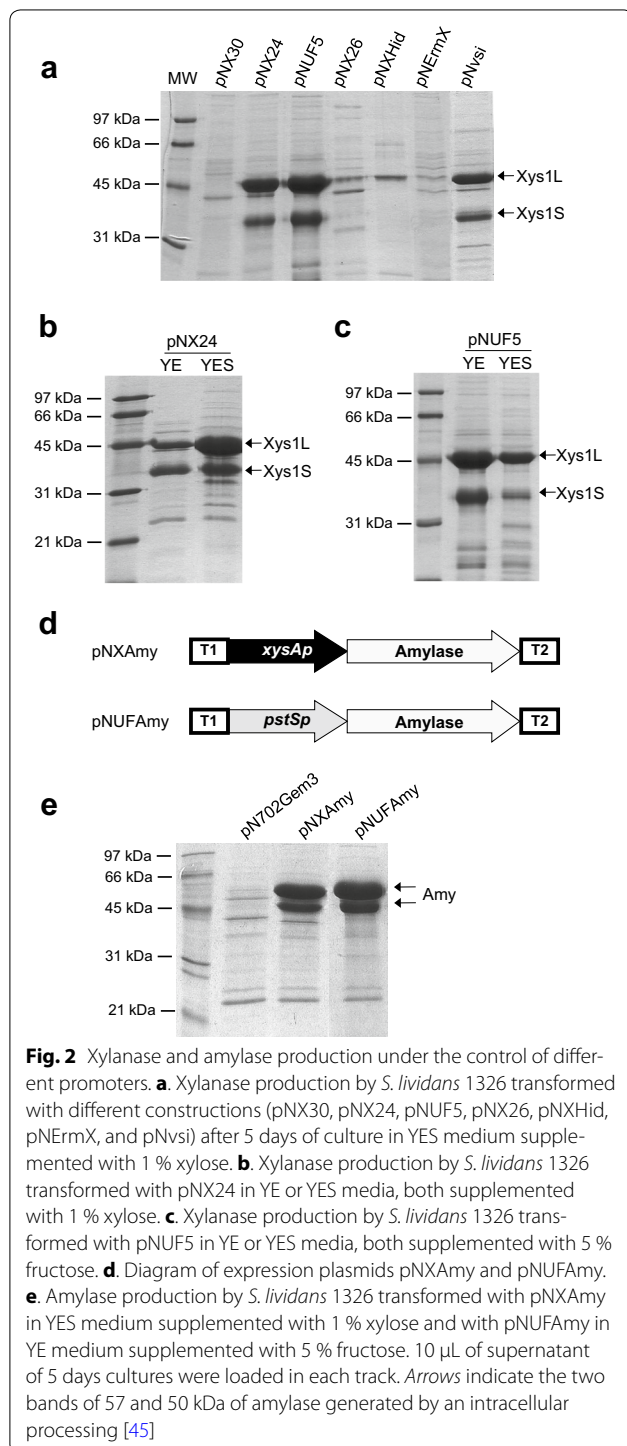 a
MW pNX30 pNX24 pNUF5 pNX26 pNXHid pNErmX pNvsi
97 kDa
66 kDa
45 kDa
31 kDa
Xys1L
Xys1S
b
pNX24
YE YES
97 kDa
66 kDa
45 kDa
31 kDa
21 kDa
Xys1L
Xys1S
c
pNUF5
YE YES
97 kDa
66 kDa
45 kDa
31 kDa
Xys1L
Xys1S
d
pNXAmy T1 xysAp Amylase T2
pNUFAmy T1 pstSp Amylase T2
e
pN702Gem3 pNXAmy pNUFAmy
97 kDa
66 kDa
45 kDa
31 kDa
21 kDa
Amy
Fig. 2 Xylanase and amylase production under the control of differ-
ent promoters. a. Xylanase production by S. lividans 1326 transformed
with different constructions (pNX30, pNX24, pNUF5, pNX26, pNXHid,
pNErmX, and pNvsi) after 5 days of culture in YES medium supple-
mented with 1 % xylose. b. Xylanase production by S. lividans 1326
transformed with pNX24 in YE or YES media, both supplemented
with 1 % xylose. c. Xylanase production by S. lividans 1326 trans-
formed with pNUF5 in YE or YES media, both supplemented with 5 %
fructose. d. Diagram of expression plasmids pNXAmy and pNUFAmy.
e. Amylase production by S. lividans 1326 transformed with pNXAmy
in YES medium supplemented with 1 % xylose and with pNUFAmy in
YE medium supplemented with 5 % fructose. 10 µL of supernatant
of 5 days cultures were loaded in each track. Arrows indicate the two
bands of 57 and 50 kDa of amylase generated by an intracellular
processing [45]